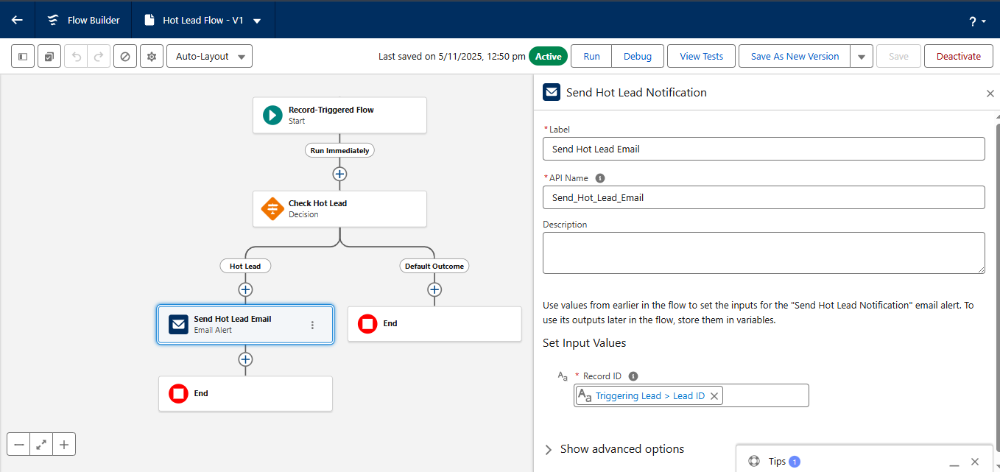 Flow Builder
Hot Lead Flow - V1
?
Auto-Layout
Last saved on 5/11/2025, 12:50 pm
Active
Run
Debug
View Tests
Save As New Version
Save
Deactivate
Record-Triggered Flow
Start
Run Immediately
Check Hot Lead
Decision
Hot Lead
Default Outcome
Send Hot Lead Email
Email Alert
End
End
Send Hot Lead Notification
* Label
Send Hot Lead Email
* API Name
Send_Hot_Lead_Email
Description
Use values from earlier in the flow to set the inputs for the "Send Hot Lead Notification" email alert. To
use its outputs later in the flow, store them in variables.
Set Input Values
Aa * Record ID
Aa Triggering Lead > Lead ID
Show advanced options
Tips 1